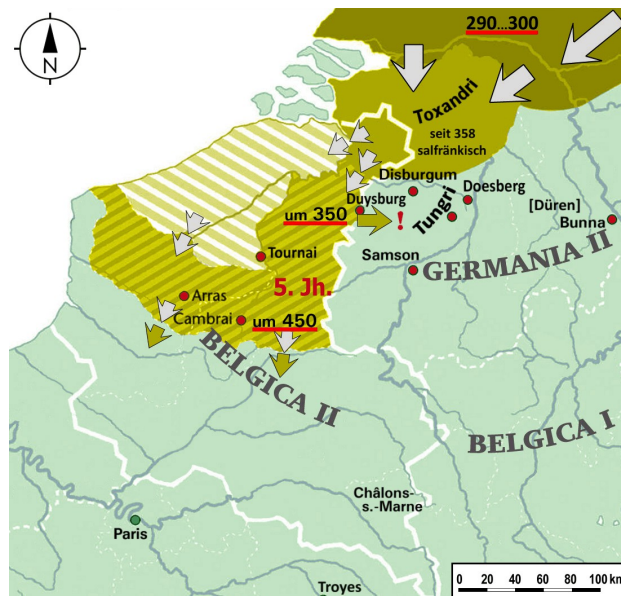 290...300
N
Toxandri
seit 358
salfränkisch
Disburgum
Doesberg
Duysburg
um 350
!
Tungri
[Düren]
Bunna
Tournai
Samson
GERMANIA II
5. Jh.
Arras
Cambrai
um 450
BELGICA II
BELGICA I
Châlons-
s.-Marne
Paris
Troyes
0 20 40 60 80 100 km